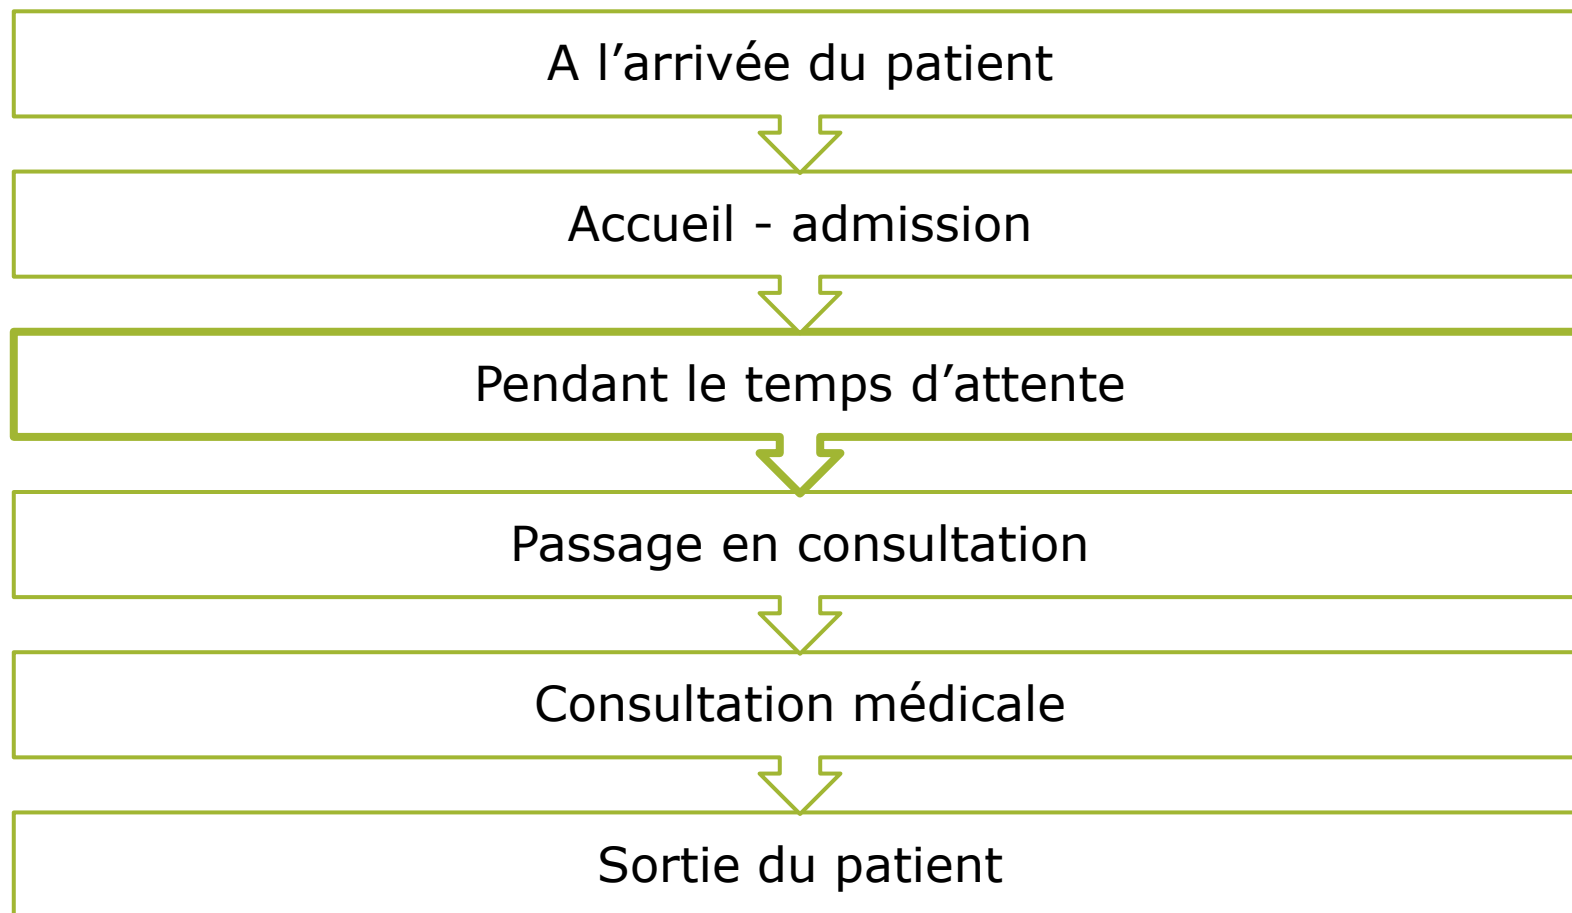 A l’arrivée du patient
Accueil - admission
Pendant le temps d’attente
Passage en consultation
Consultation médicale
Sortie du patient